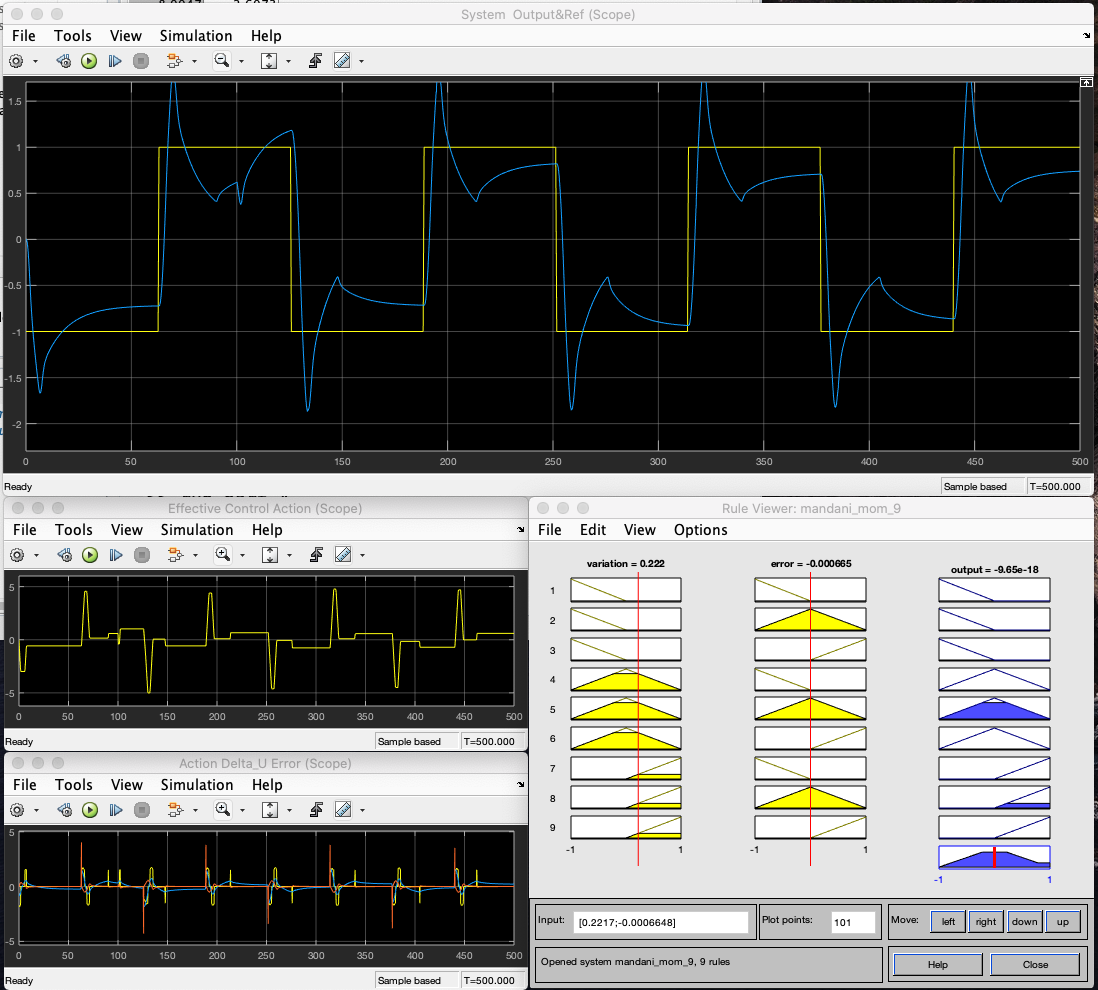 System  Output&Ref (Scope)
File Tools View Simulation Help
1.5
1
0.5
0
-0.5
-1
-1.5
-2
0 50 100 150 200 250 300 350 400 450 500
Ready Sample based T=500.000
Effective Control Action (Scope)
File Tools View Simulation Help
5
0
-5
0 50 100 150 200 250 300 350 400 450 500
Ready Sample based T=500.000
Action Delta_U Error (Scope)
File Tools View Simulation Help
5
0
-5
0 50 100 150 200 250 300 350 400 450 500
Ready Sample based T=500.000
Rule Viewer: mandani_mom_9
File Edit View Options
variation = 0.222 error = -0.000665 output = -9.65e-18
1
2
3
4
5
6
7
8
9
-1 1 -1 1
-1 1
Input: [0.2217;-0.0006648] Plot points: 101 Move: left right down up
Opened system mandani_mom_9, 9 rules Help Close